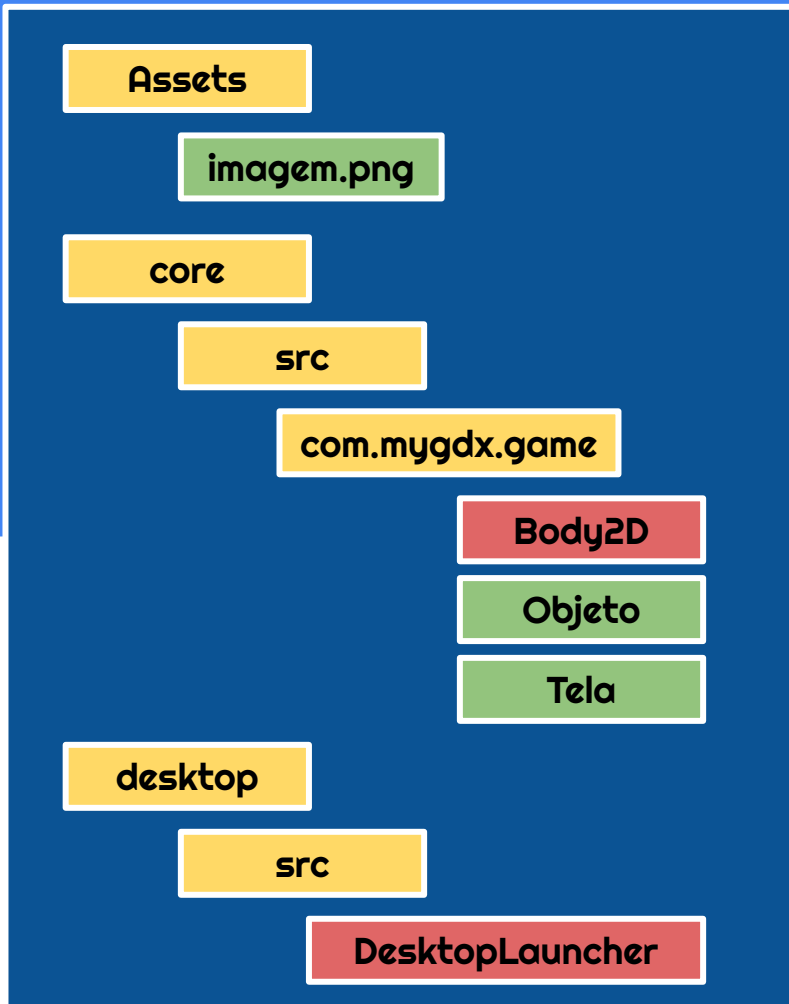 Assets
imagem.png
core
src
com.mygdx.game
Body2D
Objeto
Tela
desktop
src
DesktopLauncher